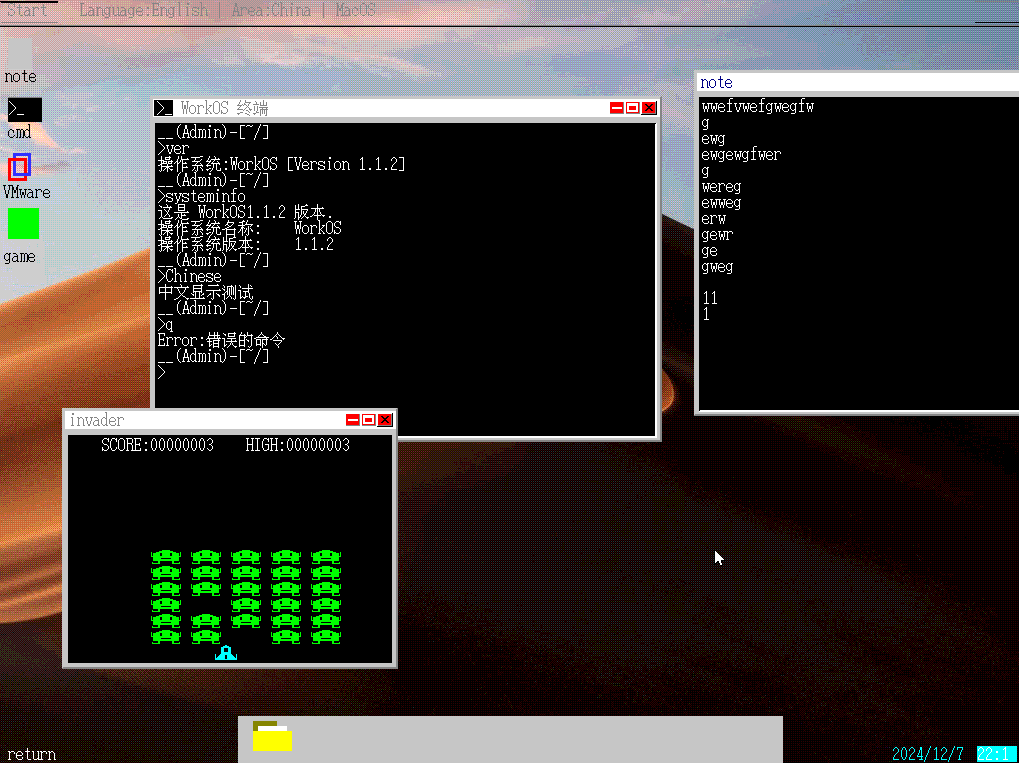 Start Language:English | Area:China | MacOS
note
cmd
VMware
game
WorkOS 终端
__(Admin)-[~/]
>ver
操作系统:WorkOS [Version 1.1.2]
__(Admin)-[~/]
>systeminfo
这是 WorkOS1.1.2 版本.
操作系统名称: WorkOS
操作系统版本: 1.1.2
__(Admin)-[~/]
>Chinese
中文显示测试
__(Admin)-[~/]
>q
Error:错误的命令
__(Admin)-[~/]
>
note
wwefvwefgwegfw
g
ewg
ewgewgfwer
g
wereg
ewweg
erw
gewr
ge
gweg
11
1
invader
SCORE:00000003 HIGH:00000003
return
2024/12/7